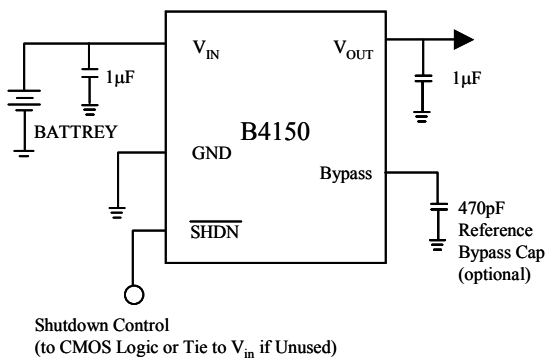 V_IN
V_OUT
1µF
1µF
BATTREY
B4150
GND
Bypass
SHDN
470pF
Reference
Bypass Cap
(optional)
Shutdown Control
(to CMOS Logic or Tie to V_in if Unused)